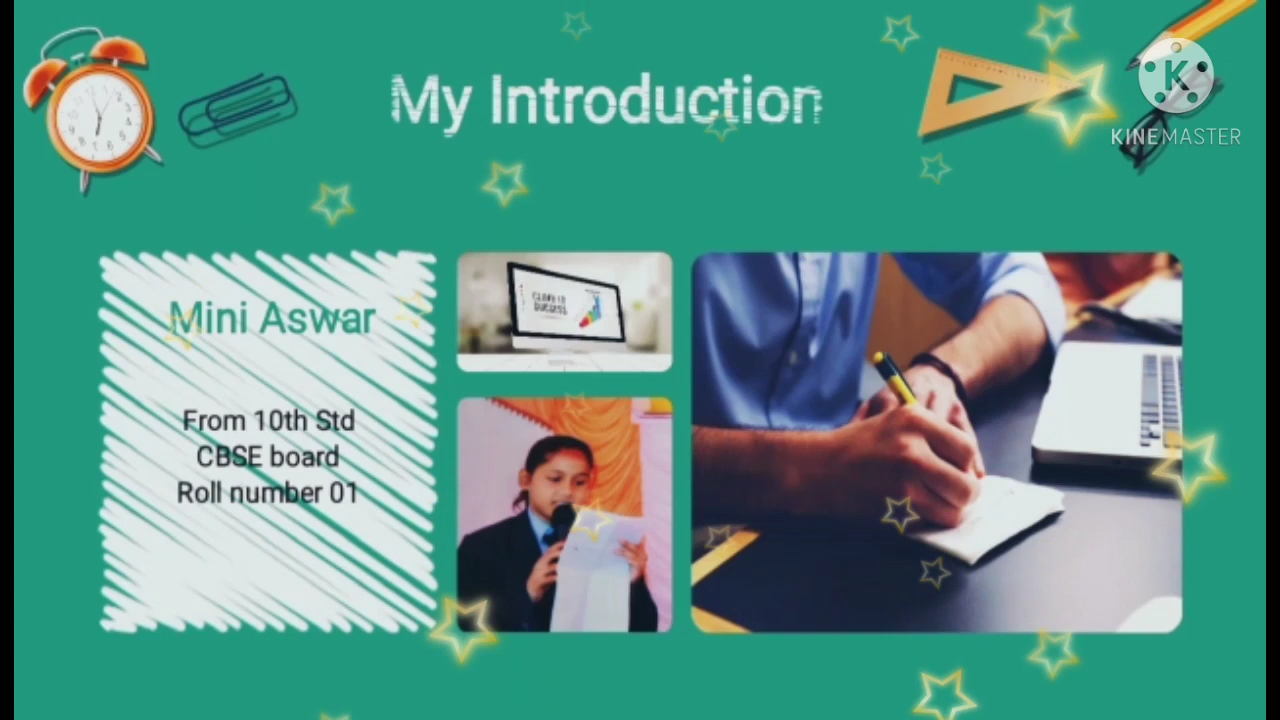 My Introduction
K
KINEMASTER
Mini Aswar
From 10th Std
CBSE board
Roll number 01